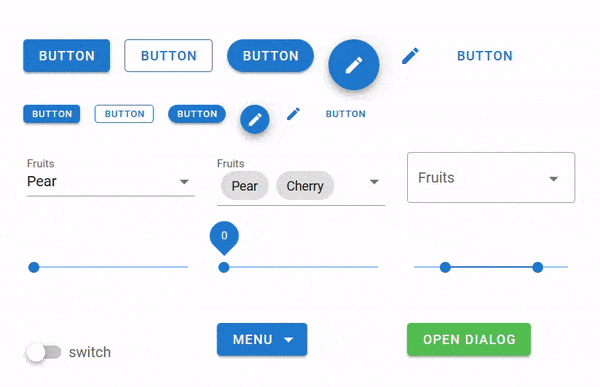 BUTTON BUTTON BUTTON BUTTON
BUTTON BUTTON BUTTON BUTTON
Fruits Fruits
Pear Pear Cherry Fruits
0
switch MENU OPEN DIALOG